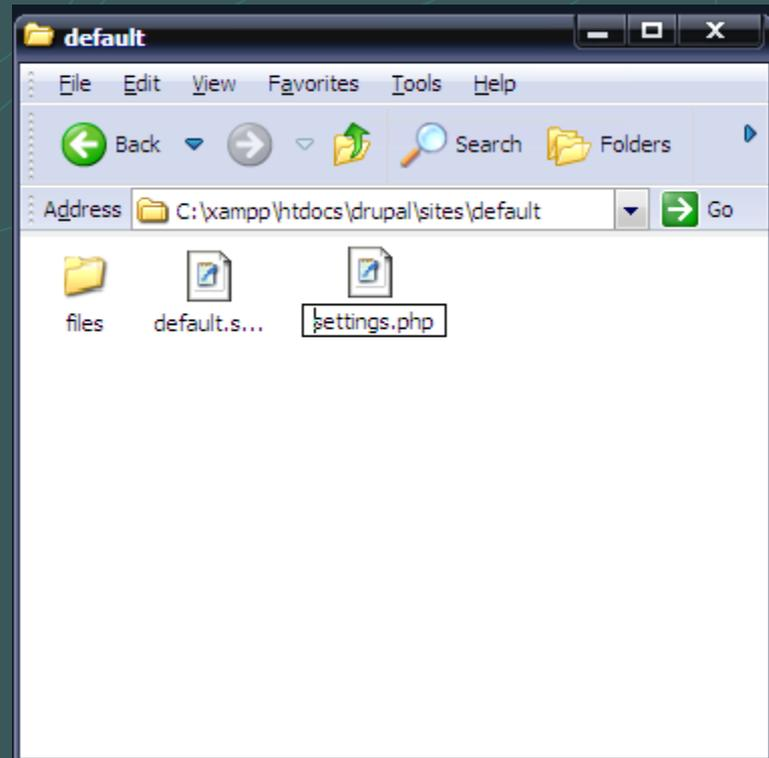 default
File Edit View Favorites Tools Help
Back Search Folders
Address C:\xampp\htdocs\drupal\sites\default Go
files default.s... settings.php